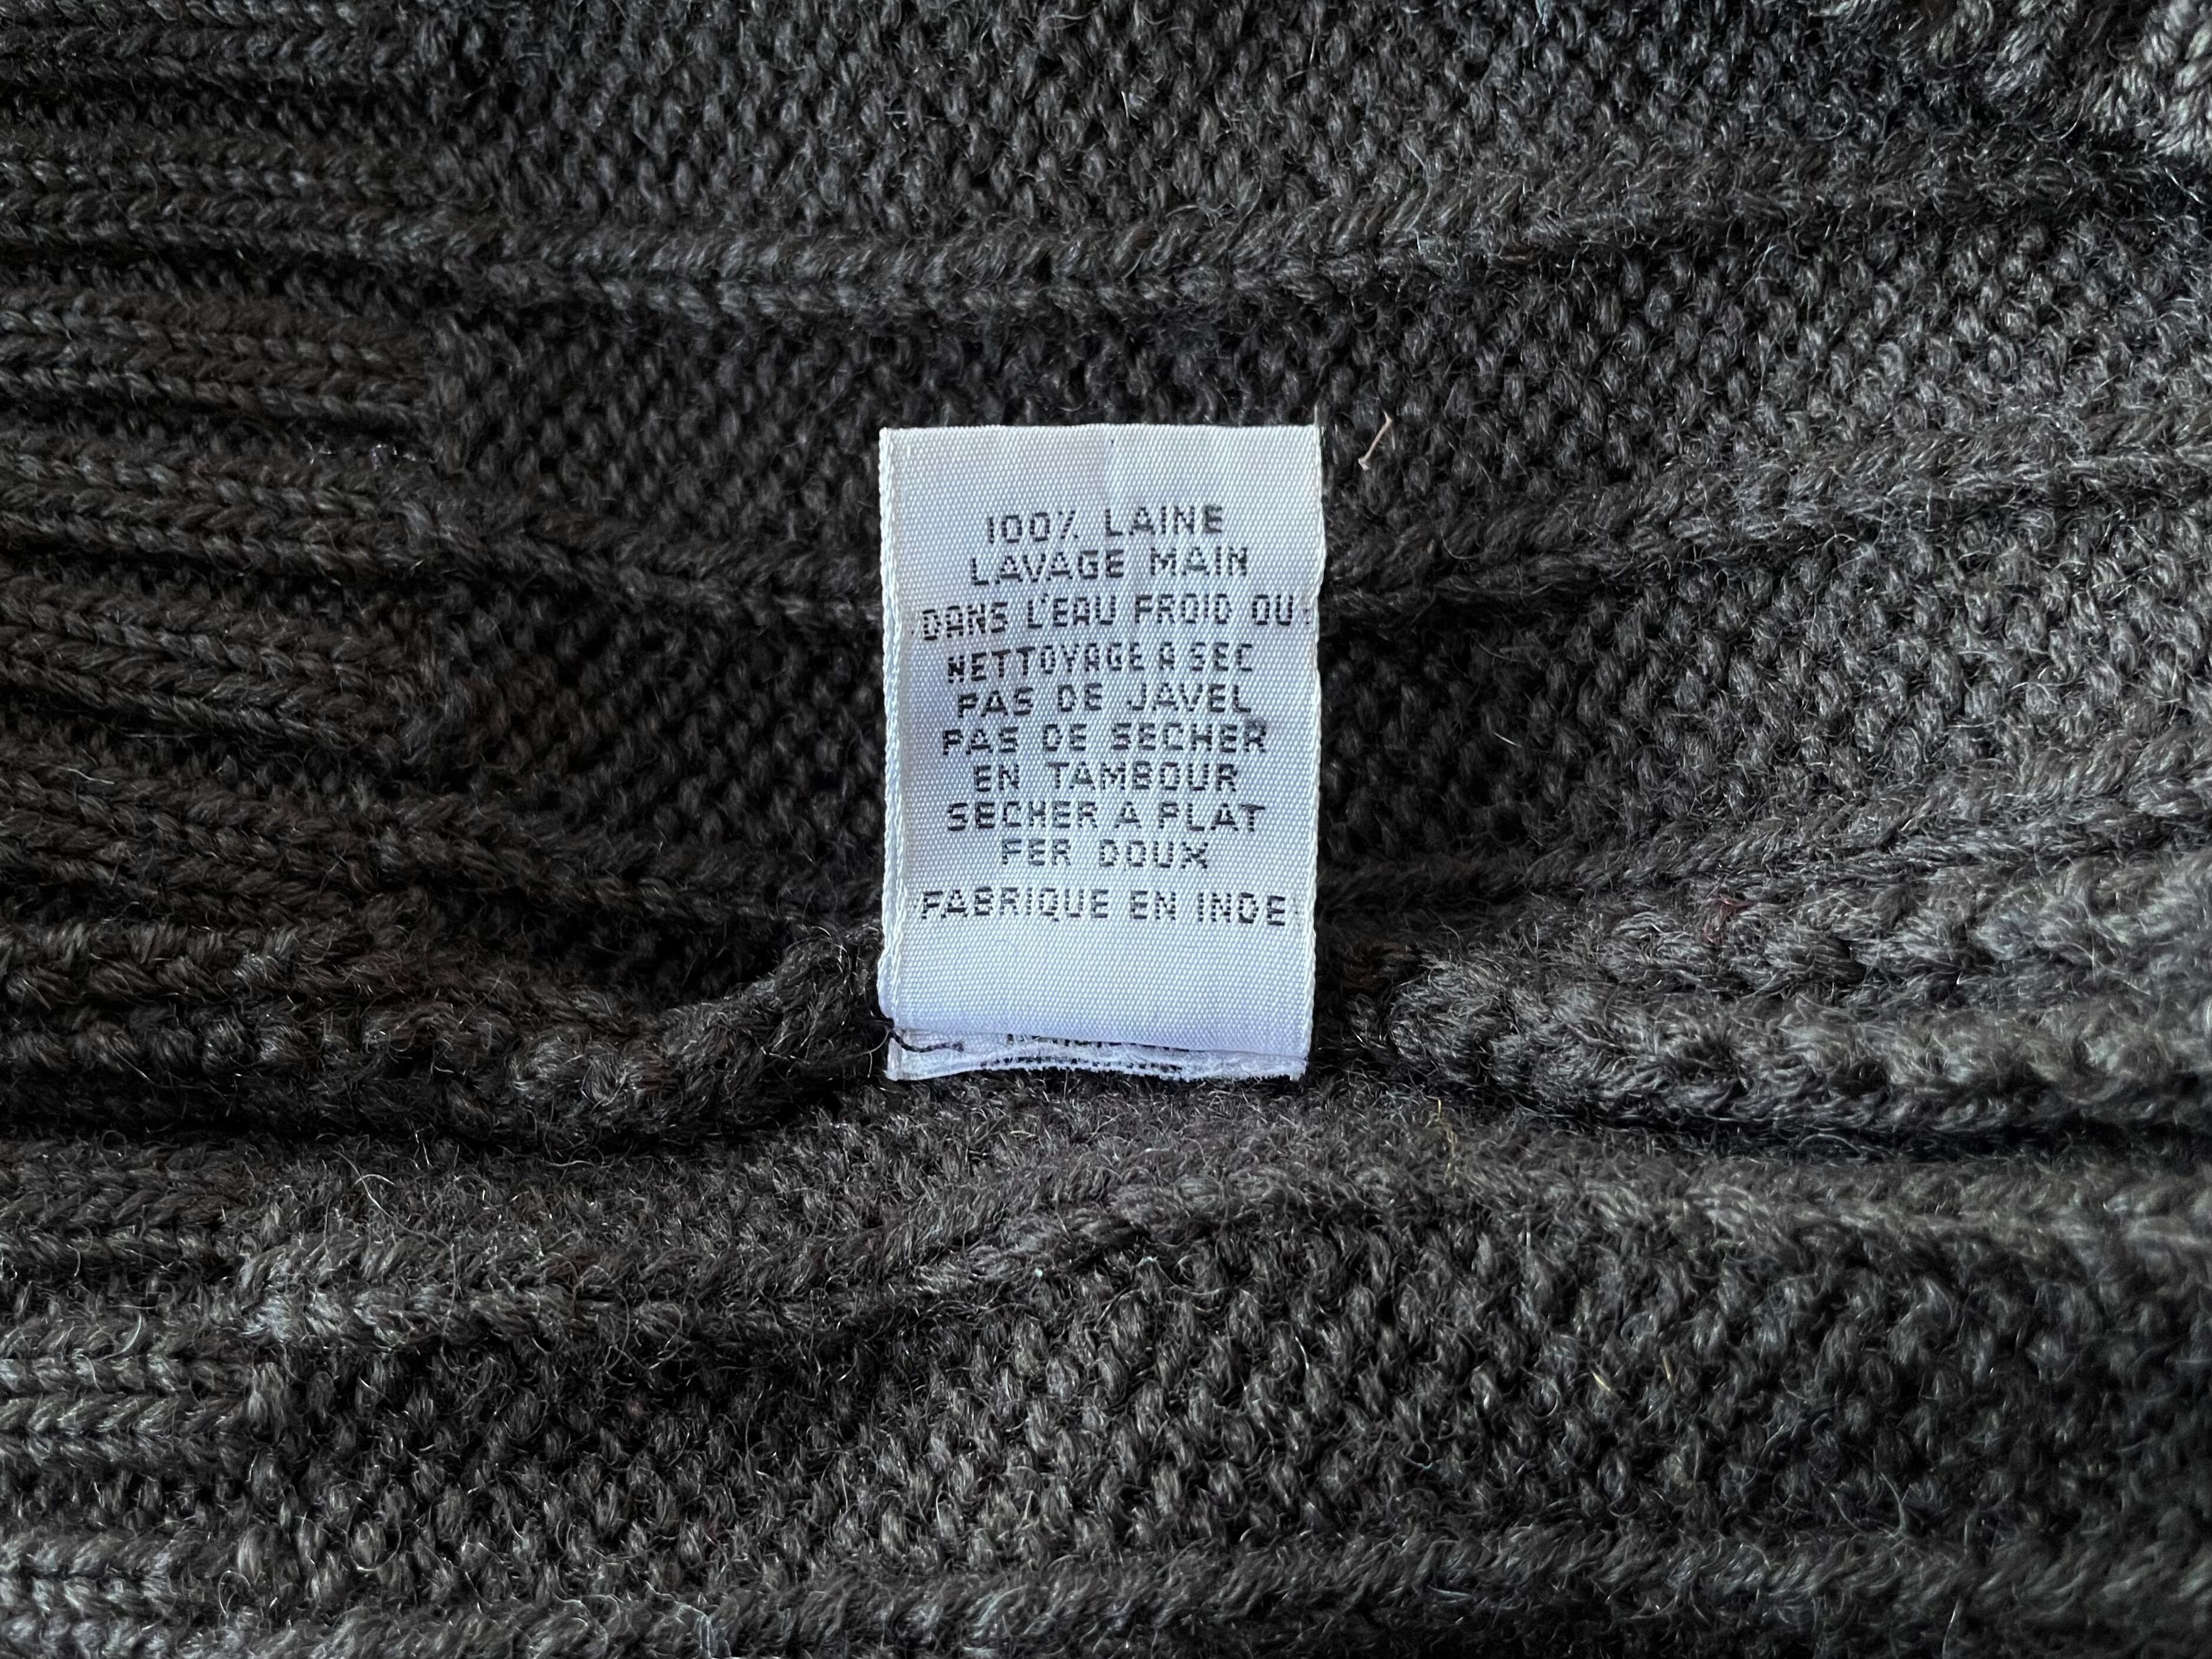 100% LAINE
LAVAGE MAIN
DANS L'EAU FROID OU
NETTOYAGE A SEC
PAS DE JAVEL
PAS DE SECHER
EN TAMBOUR
SECHER A PLAT
FER DOUX
FABRIQUE EN INDE